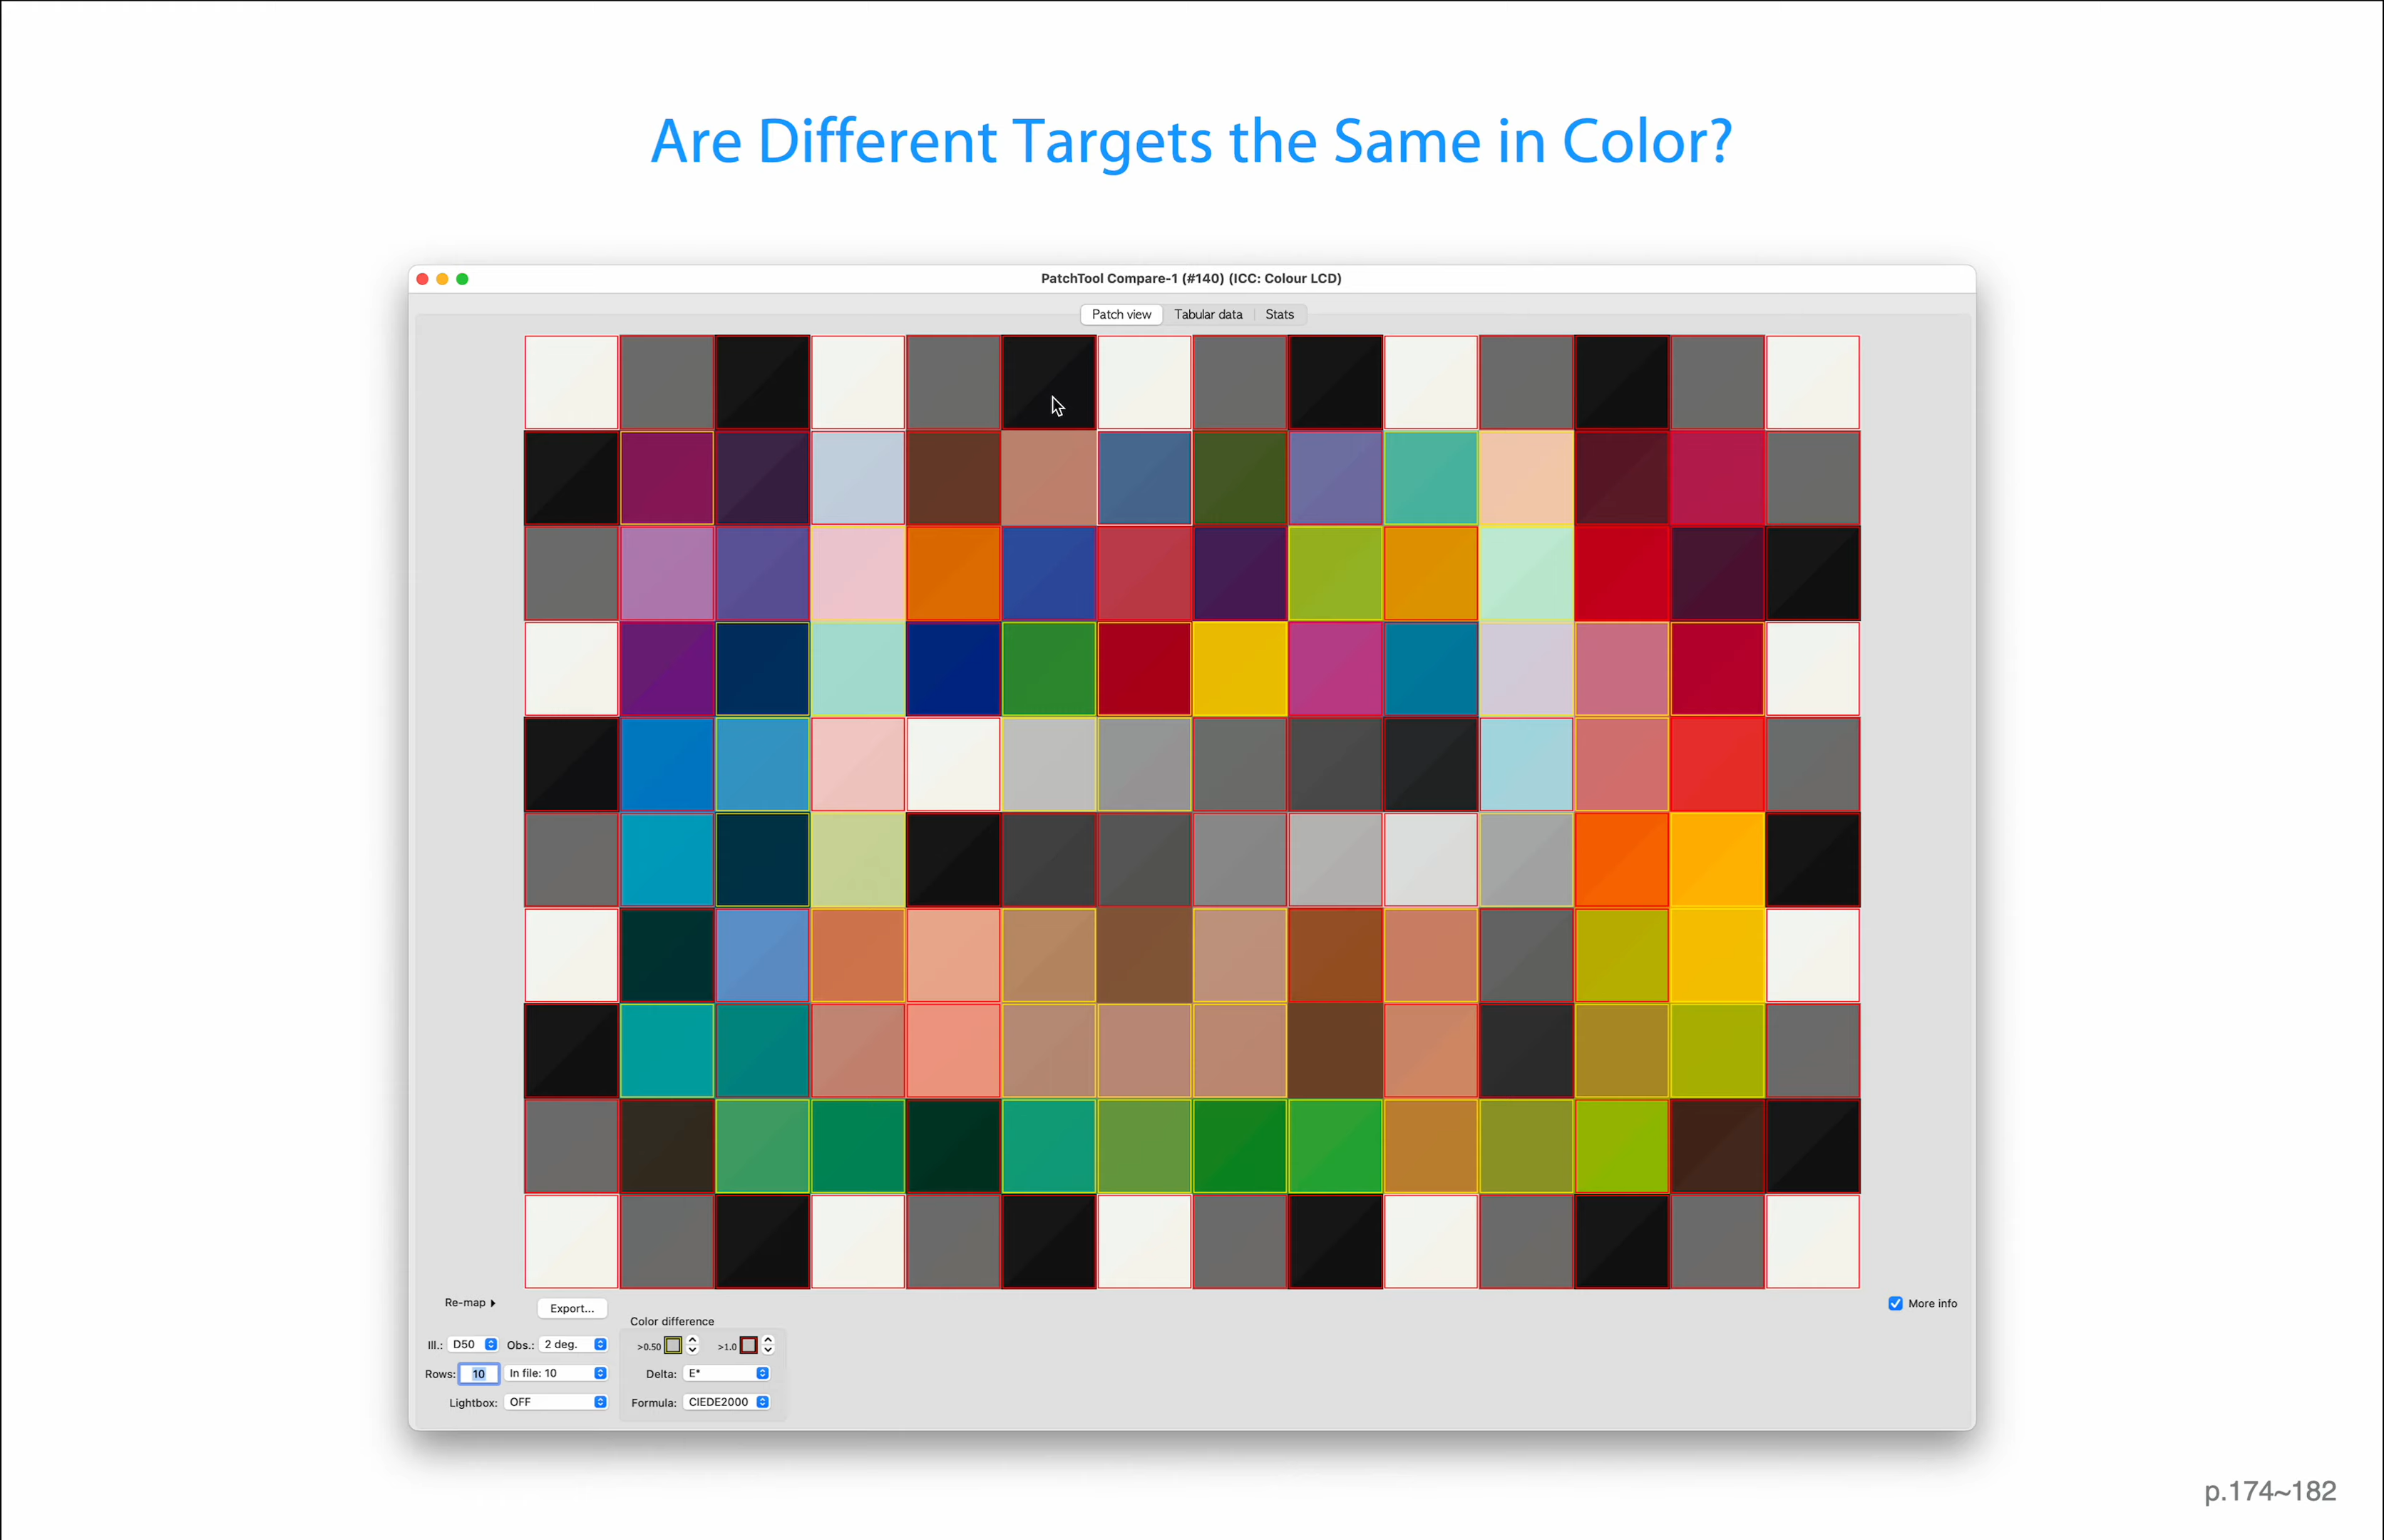 Are Different Targets the Same in Color?
PatchTool Compare-1 (#140) (ICC: Colour LCD)
Patch view Tabular data Stats
Re-map Export... More info
Color difference
Ill.: D50 Obs.: 2 deg. >0.50 >1.0
Rows: 10 In file: 10 Delta: E*
Lightbox: OFF Formula: CIEDE2000
p.174~182